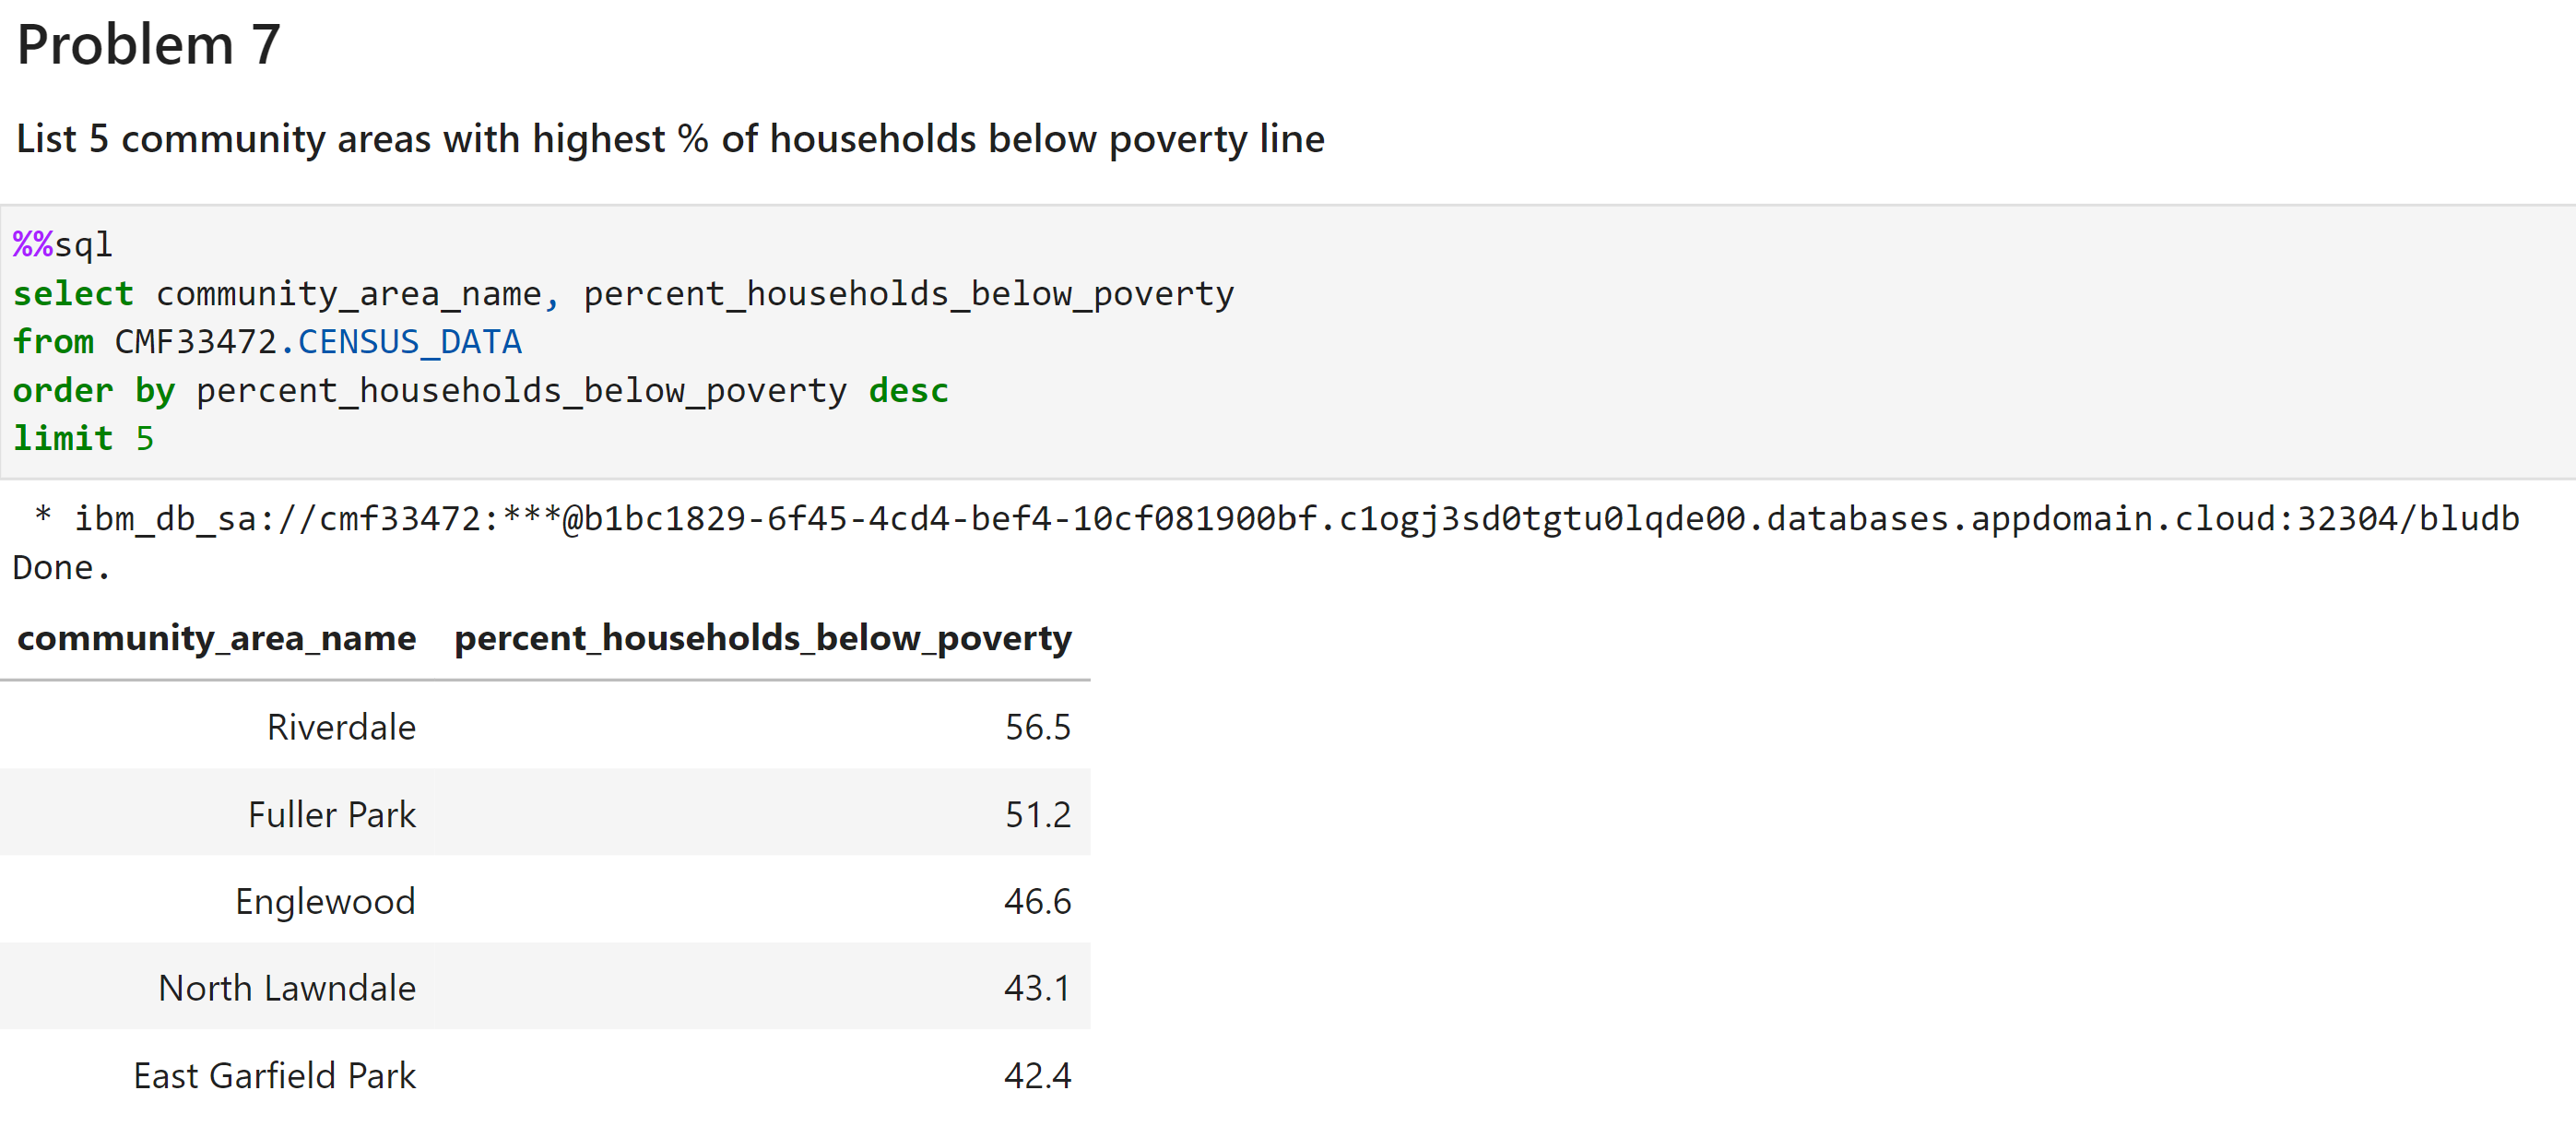 Problem 7
List 5 community areas with highest % of households below poverty line
%%sql
select community_area_name, percent_households_below_poverty
from CMF33472.CENSUS_DATA
order by percent_households_below_poverty desc
limit 5
* ibm_db_sa://cmf33472:***@b1bc1829-6f45-4cd4-bef4-10cf081900bf.c1ogj3sd0tgtu0lqde00.databases.appdomain.cloud:32304/bludb
Done.
community_area_name percent_households_below_poverty
Riverdale 56.5
Fuller Park 51.2
Englewood 46.6
North Lawndale 43.1
East Garfield Park 42.4